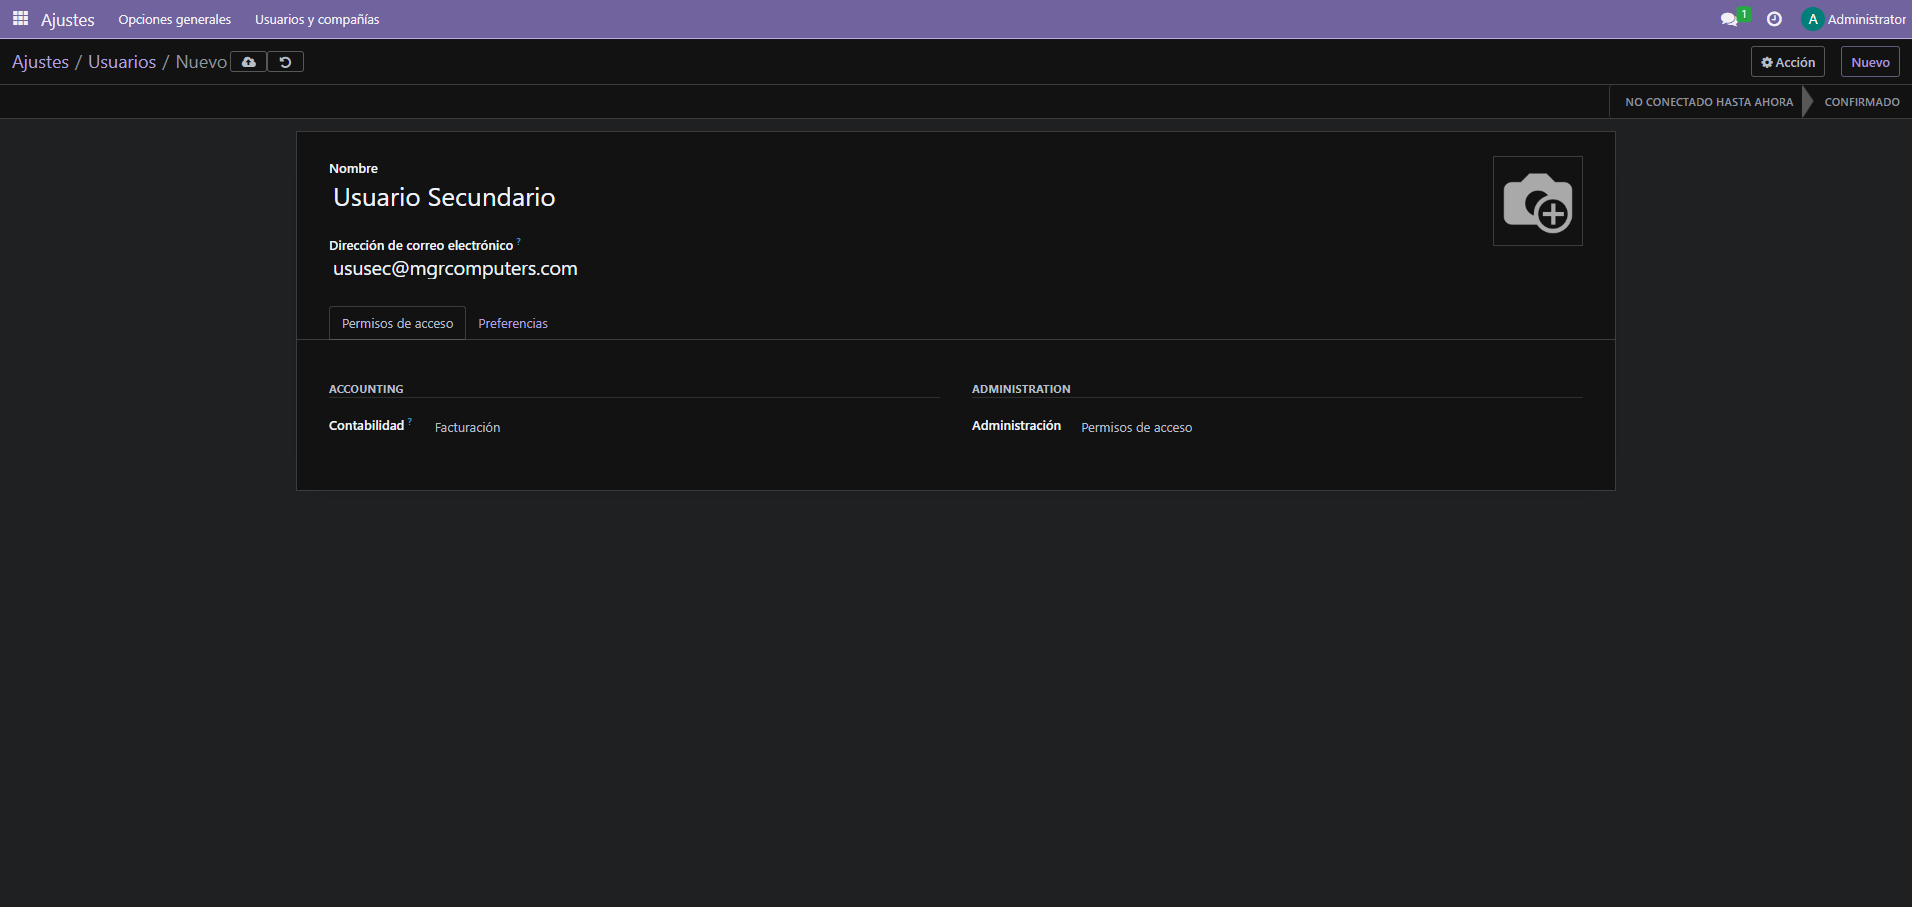 Ajustes Opciones generales Usuarios y compañías 1 A Administrator
Ajustes / Usuarios / Nuevo Acción Nuevo
NO CONECTADO HASTA AHORA CONFIRMADO
Nombre
Usuario Secundario
Dirección de correo electrónico ?
ususec@mgrcomputers.com
Permisos de acceso Preferencias
ACCOUNTING ADMINISTRATION
Contabilidad ? Facturación Administración Permisos de acceso